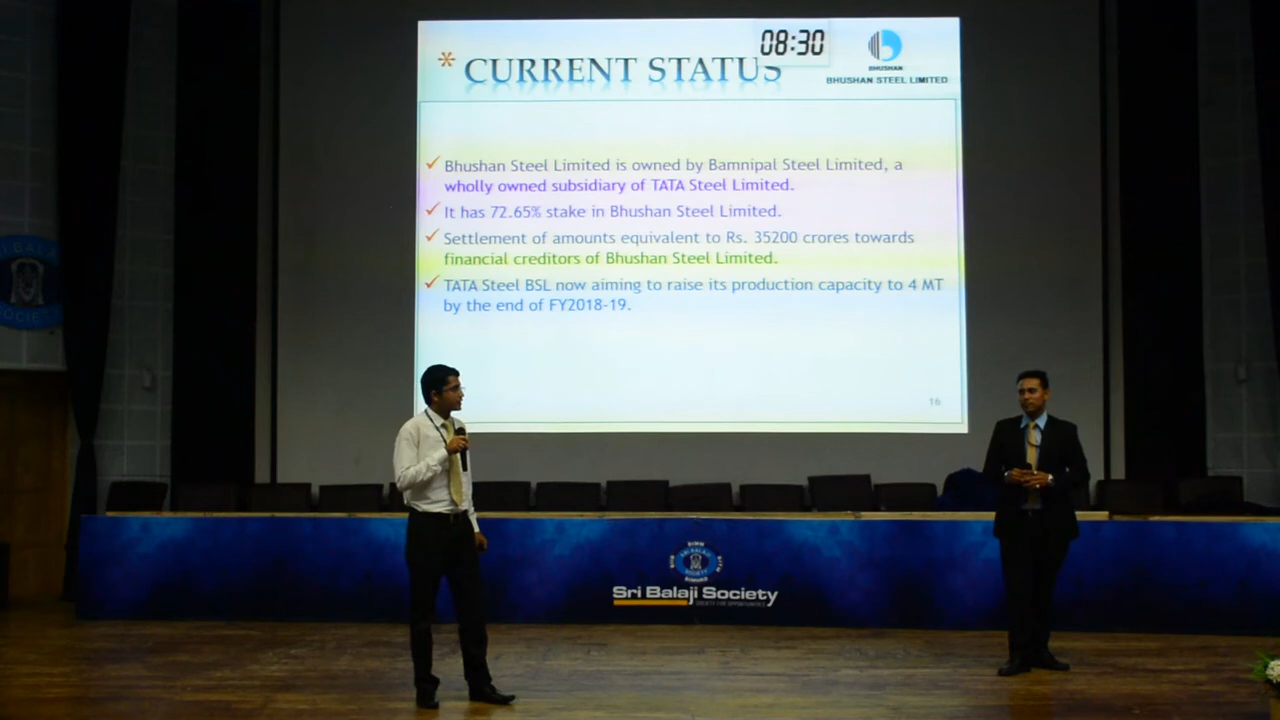 08:30
* CURRENT STATUS
BHUSHAN
BHUSHAN STEEL LIMITED
✓ Bhushan Steel Limited is owned by Bamnipal Steel Limited, a
wholly owned subsidiary of TATA Steel Limited.
✓ It has 72.65% stake in Bhushan Steel Limited.
✓ Settlement of amounts equivalent to Rs. 35200 crores towards
financial creditors of Bhushan Steel Limited.
✓ TATA Steel BSL now aiming to raise its production capacity to 4 MT
by the end of FY2018-19.
16
SRI BALAJI
SOCIETY
Sri Balaji Society